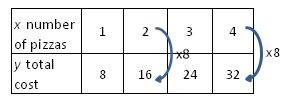 x number of pizzas 1 2 3 4
y total cost 8 16 24 32
x8
x8